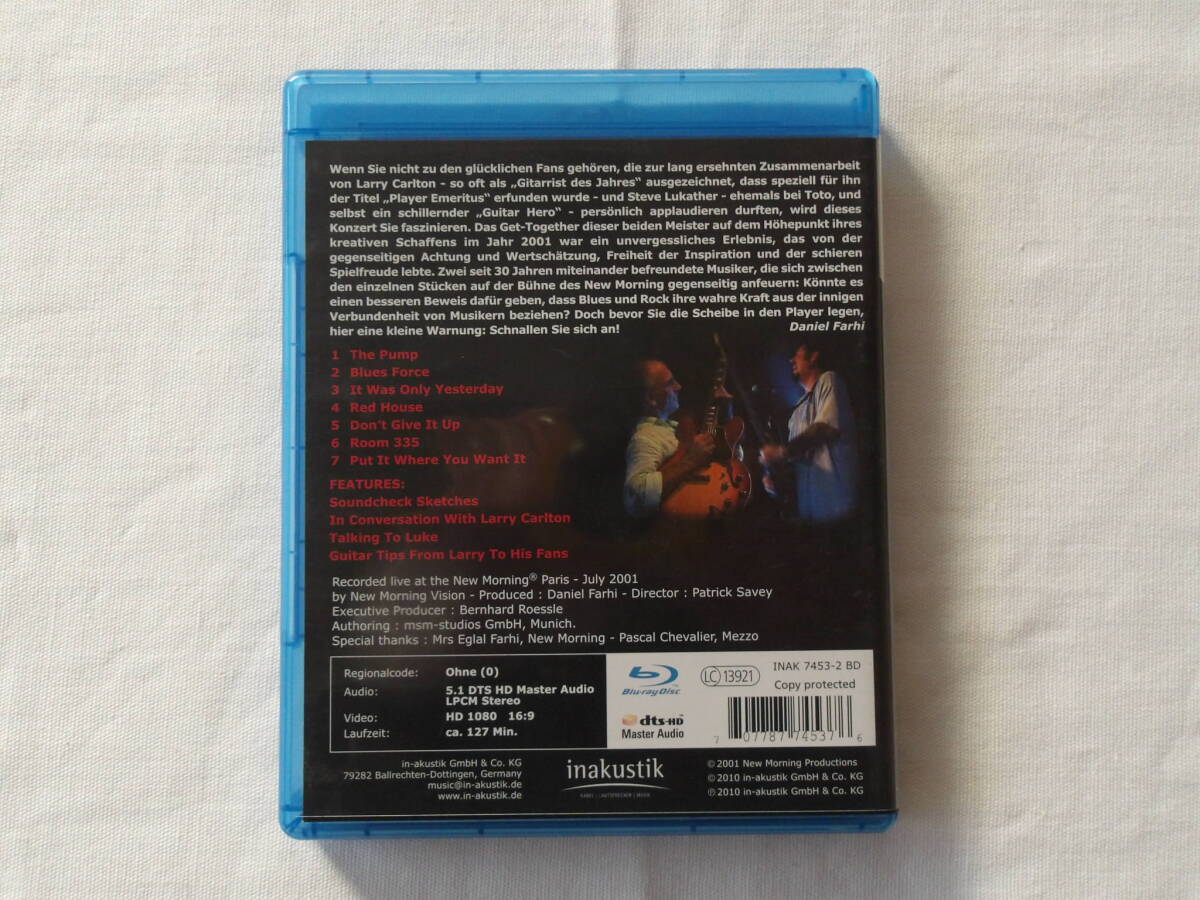 Wenn Sie nicht zu den glücklichen Fans gehören, die zur lang ersehnten Zusammenarbeit
von Larry Carlton - so oft als „Gitarrist des Jahres“ ausgezeichnet, dass speziell für ihn
der Titel „Player Emeritus“ erfunden wurde - und Steve Lukather - ehemals bei Toto, und
selbst ein schillernder „Guitar Hero“ - persönlich applaudieren durften, wird dieses
Konzert Sie faszinieren. Das Get-Together dieser beiden Meister auf dem Höhepunkt ihres
kreativen Schaffens im Jahr 2001 war ein unvergessliches Erlebnis, das von der
gegenseitigen Achtung und Wertschätzung, Freiheit der Inspiration und der schieren
Spielfreude lebte. Zwei seit 30 Jahren miteinander befreundete Musiker, die sich zwischen
den einzelnen Stücken auf der Bühne des New Morning gegenseitig anfeuern: Könnte es
einen besseren Beweis dafür geben, dass Blues und Rock ihre wahre Kraft aus der innigen
Verbundenheit von Musikern beziehen? Doch bevor Sie die Scheibe in den Player legen,
hier eine kleine Warnung: Schnallen Sie sich an! Daniel Farhi
1 The Pump
2 Blues Force
3 It Was Only Yesterday
4 Red House
5 Don't Give It Up
6 Room 335
7 Put It Where You Want It
FEATURES:
Soundcheck Sketches
In Conversation With Larry Carlton
Talking To Luke
Guitar Tips From Larry To His Fans
Recorded live at the New Morning® Paris - July 2001
by New Morning Vision - Produced : Daniel Farhi - Director : Patrick Savey
Executive Producer : Bernhard Roessle
Authoring : msm-studios GmbH, Munich.
Special thanks : Mrs Eglal Farhi, New Morning - Pascal Chevalier, Mezzo
Regionalcode: Ohne (0)
Audio: 5.1 DTS HD Master Audio
LPCM Stereo
Video: HD 1080 16:9
Laufzeit: ca. 127 Min.
Blu-ray Disc
dts-HD
Master Audio
LC 13921
INAK 7453-2 BD
Copy protected
7 07787 74537 6
in-akustik GmbH & Co. KG
79282 Ballrechten-Dottingen, Germany
music@in-akustik.de
www.in-akustik.de
inakustik
KABEL | LAUTSPRECHER | MUSIK
© 2001 New Morning Productions
© 2010 in-akustik GmbH & Co. KG
℗ 2010 in-akustik GmbH & Co. KG